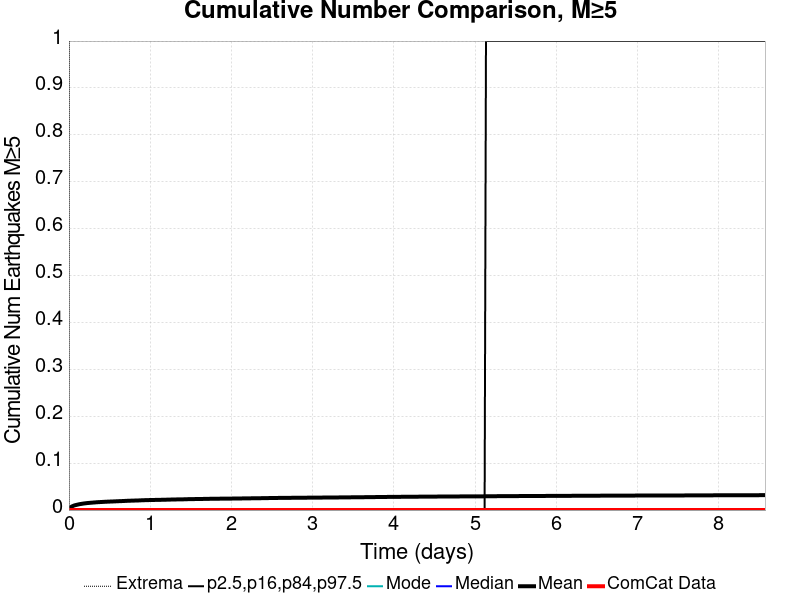 Cumulative Number Comparison, M≥5
Cumulative Num Earthquakes M≥5
1
0.9
0.8
0.7
0.6
0.5
0.4
0.3
0.2
0.1
0
0 1 2 3 4 5 6 7 8
Time (days)
Extrema p2.5,p16,p84,p97.5 Mode Median Mean ComCat Data